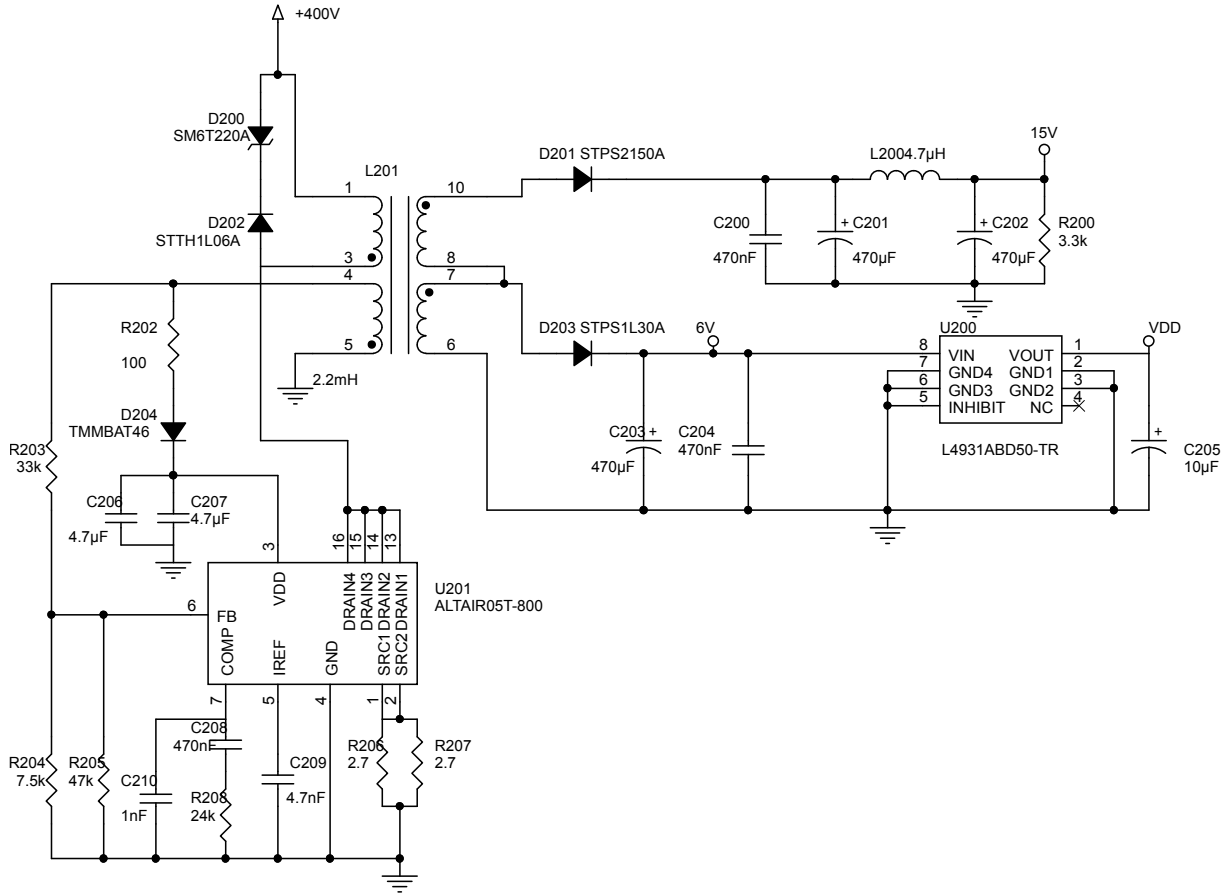 +400V
D200
SM6T220A
15V
D201 STPS2150A
L2004.7µH
L201
1
10
D202
STTH1L06A
C200
470nF
+
C201
470µF
+
C202
470µF
R200
3.3k
3
8
4
7
R202
100
D203 STPS1L30A
6V
U200
VDD
5
6
2.2mH
8
7
6
5
VIN
GND4
GND3
INHIBIT
VOUT
GND1
GND2
NC
1
2
3
4
L4931ABD50-TR
D204
TMMBAT46
R203
33k
C203
+
470µF
C204
470nF
+
C205
10µF
C206
4.7µF
C207
4.7µF
3
16
15
14
13
U201
ALTAIR05T-800
6
FB
VDD
DRAIN4
DRAIN3
DRAIN2
DRAIN1
COMP
IREF
GND
SRC1
SRC2
7
5
4
1
2
C208
470nF
R206
2.7
R207
2.7
R204
7.5k
R205
47k
C210
1nF
R208
24k
C209
4.7nF